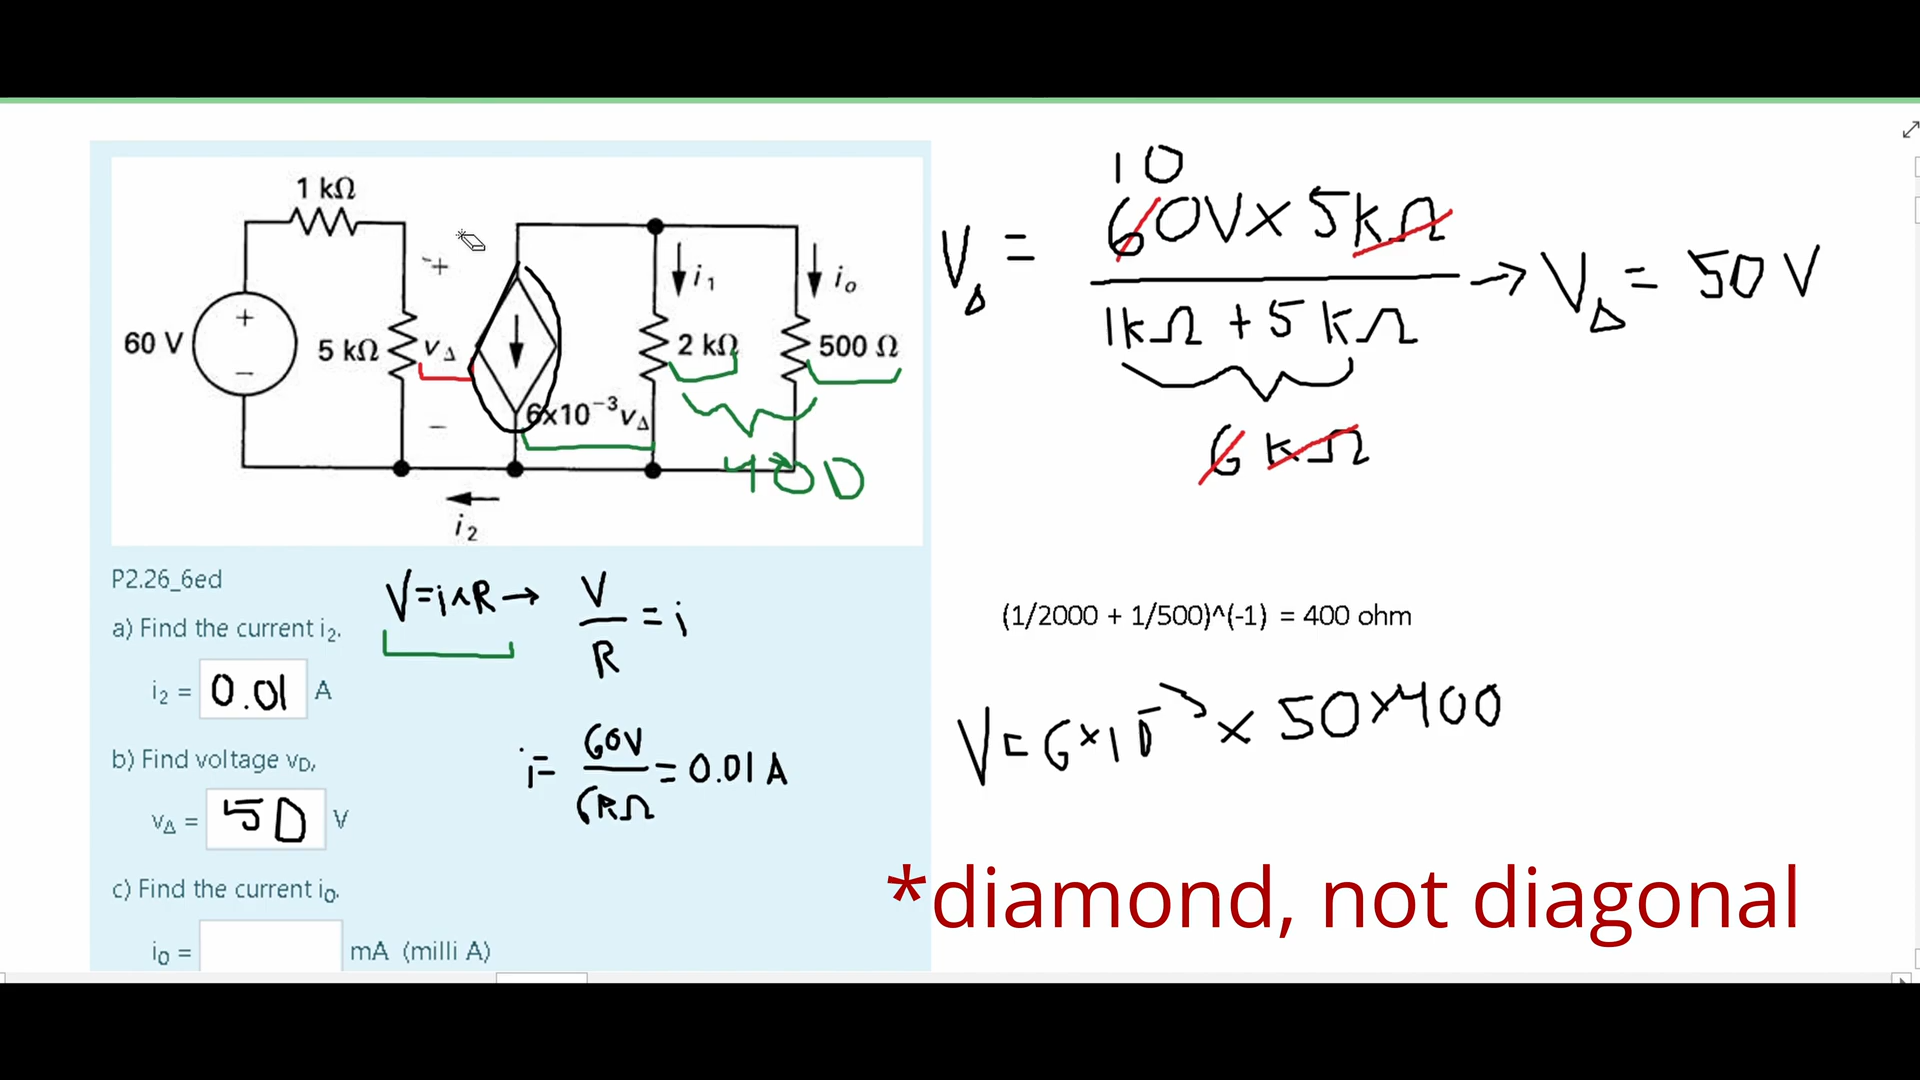 1 kΩ
60 V
+
−
5 kΩ
+
vΔ
−
6x10⁻³vΔ
i₁
2 kΩ
iₒ
500 Ω
400
i₂
P2.26_6ed
a) Find the current i₂.
i₂ = 0.01 A
V=i×R→ V/R = i
i= 60V/6kΩ = 0.01 A
b) Find voltage vD,
vΔ = 50 V
c) Find the current i₀.
i₀ = mA (milli A)
10
VΔ = 60V x 5kΩ → VΔ = 50 V
1kΩ + 5kΩ
6 kΩ
(1/2000 + 1/500)^(-1) = 400 ohm
V= 6×10⁻³ × 50×400
*diamond, not diagonal